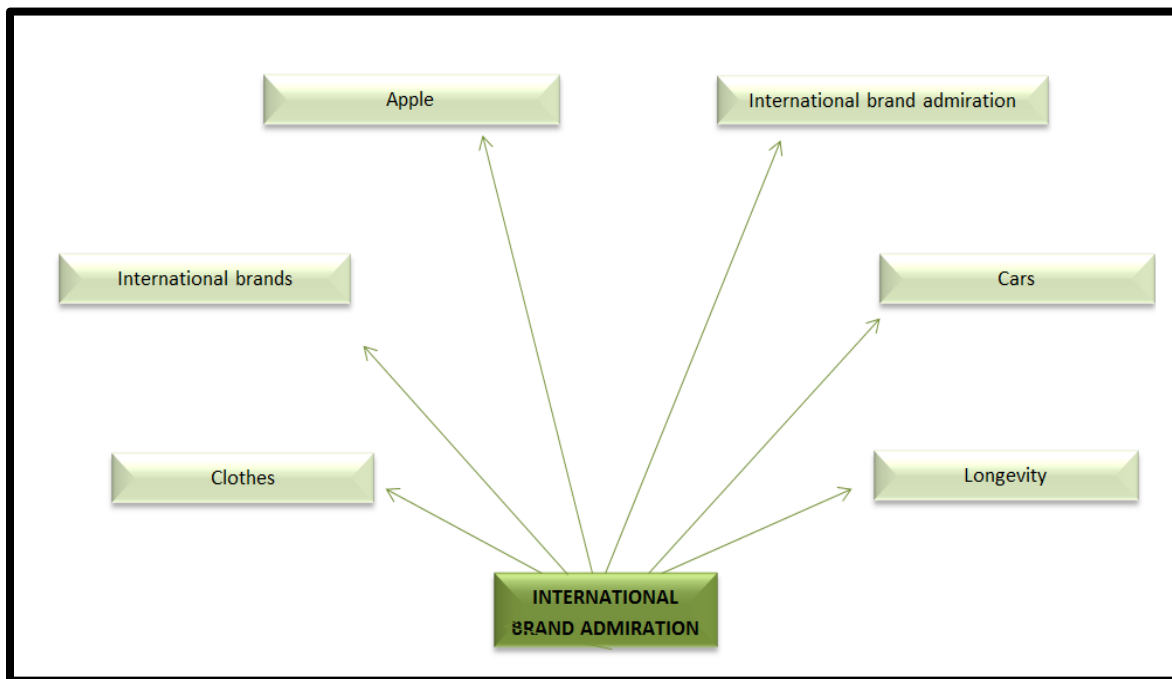 Apple
International brand admiration
International brands
Cars
Clothes
Longevity
INTERNATIONAL
BRAND ADMIRATION